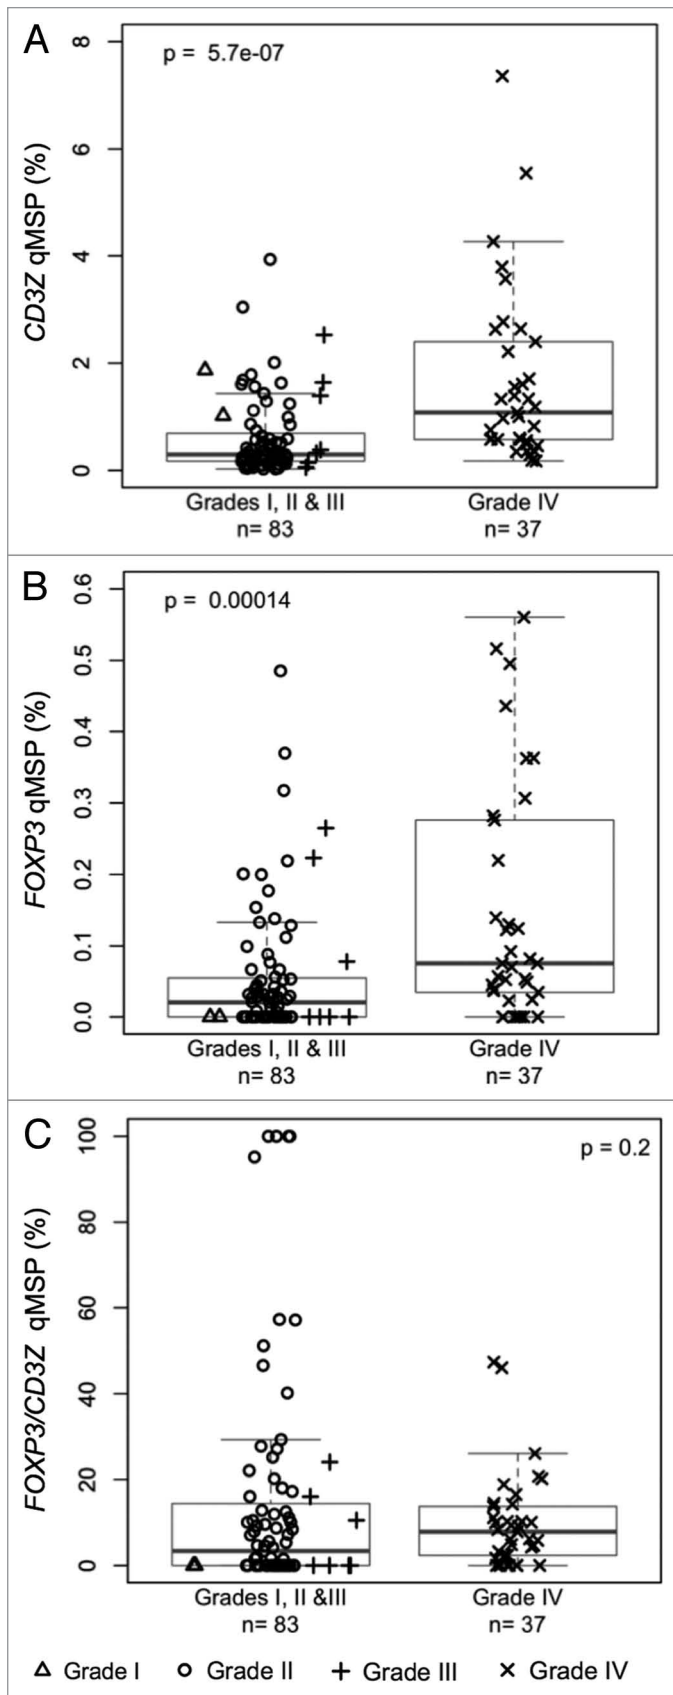 A
p = 5.7e-07
CD3Z qMSP (%)
8
6
4
2
0
Grades I, II & III
n= 83
Grade IV
n= 37
B
p = 0.00014
FOXP3 qMSP (%)
0.6
0.5
0.4
0.3
0.2
0.1
0.0
Grades I, II & III
n= 83
Grade IV
n= 37
C
p = 0.2
FOXP3/CD3Z qMSP (%)
100
80
60
40
20
0
Grades I, II &III
n= 83
Grade IV
n= 37
Grade I
Grade II
Grade III
Grade IV